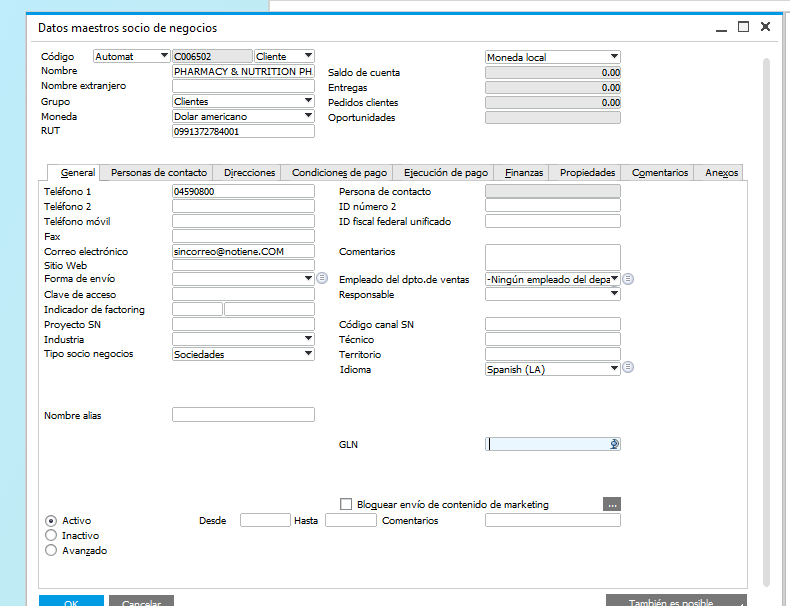 Datos maestros socio de negocios
Código Automat C006502 Cliente Moneda local
Nombre PHARMACY & NUTRITION PH. Saldo de cuenta 0.00
Nombre extranjero Entregas 0.00
Grupo Clientes Pedidos clientes 0.00
Moneda Dolar americano Oportunidades
RUT 0991372784001
General Personas de contacto Direcciones Condiciones de pago Ejecución de pago Finanzas Propiedades Comentarios Anexos
Teléfono 1 04590800 Persona de contacto
Teléfono 2 ID número 2
Teléfono móvil ID fiscal federal unificado
Fax
Correo electrónico sincorreo@notiene.COM Comentarios
Sitio Web
Forma de envío Empleado del dpto.de ventas -Ningún empleado del depa
Clave de acceso Responsable
Indicador de factoring
Proyecto SN Código canal SN
Industria Técnico
Tipo socio negocios Sociedades Territorio
Idioma Spanish (LA)
Nombre alias
GLN
Bloquear envío de contenido de marketing ...
Activo Desde Hasta Comentarios
Inactivo
Avanzado
OK Cancelar También es posible